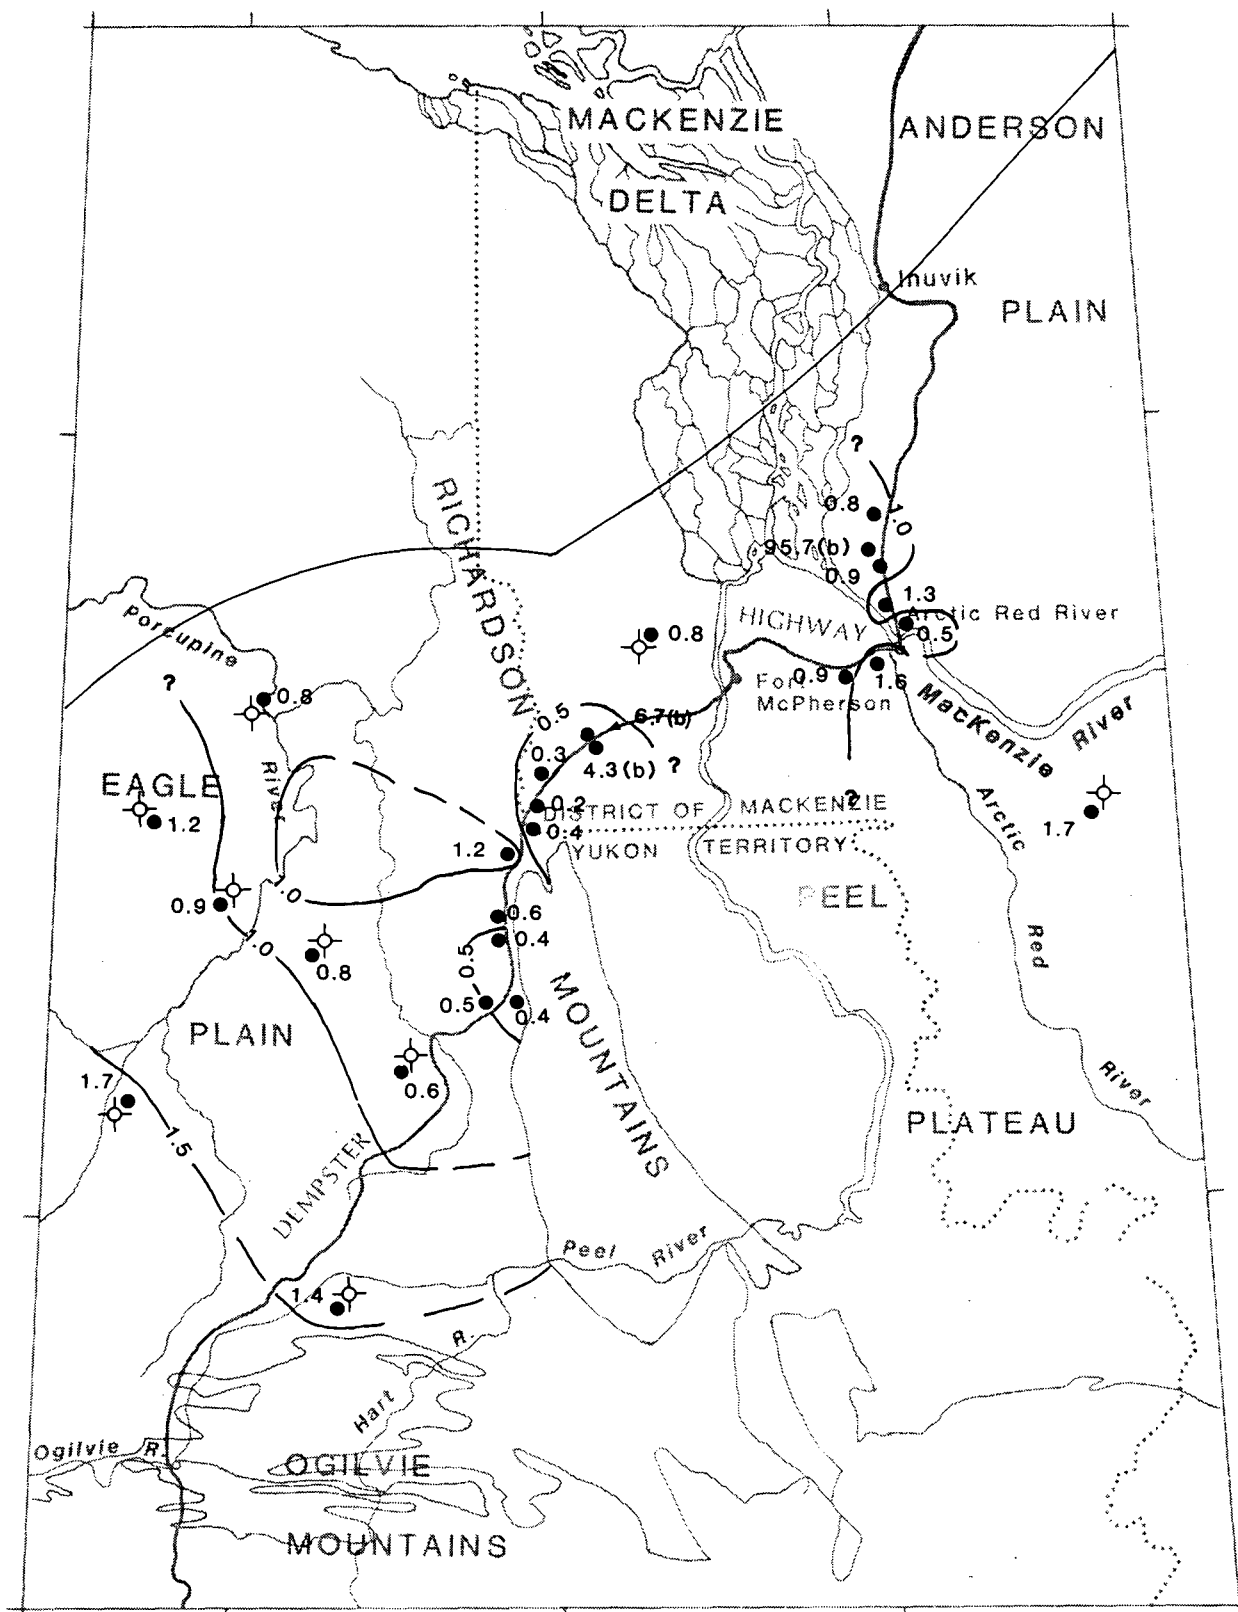 MACKENZIE
DELTA
ANDERSON
PLAIN
Inuvik
?
0.8
1.0
95.7(b)
0.9
1.3
Arctic Red River
0.5
HIGHWAY
0.9
1.6
Fort
McPherson
MacKenzie
River
RICHARDSON
Porcupine
?
0.8
River
EAGLE
1.2
0.8
0.5
6.7(b)
0.3
4.3(b) ?
0.2
DISTRICT OF MACKENZIE
0.4
YUKON TERRITORY
?
1.2
1.7
Arctic
PEEL
0.9
1.0
1.0
0.6
0.4
0.8
0.5
Red
0.5
0.4
MOUNTAINS
PLAIN
0.6
1.7
River
1.5
PLATEAU
DEMPSTER
Peel River
1.4
R.
Hart
Ogilvie R.
OGILVIE
MOUNTAINS